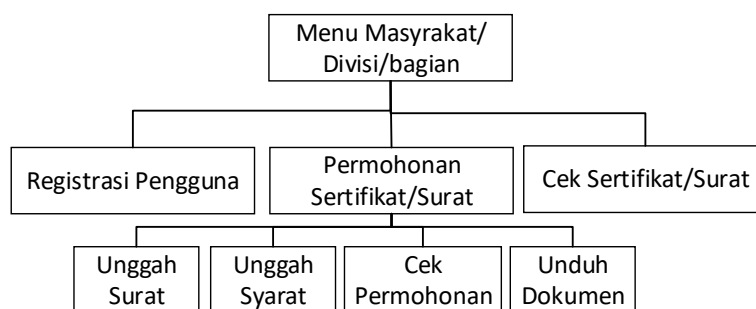 Menu Masyrakat/
Divisi/bagian
Registrasi Pengguna
Permohonan
Sertifikat/Surat
Cek Sertifikat/Surat
Unggah
Surat
Unggah
Syarat
Cek
Permohonan
Unduh
Dokumen